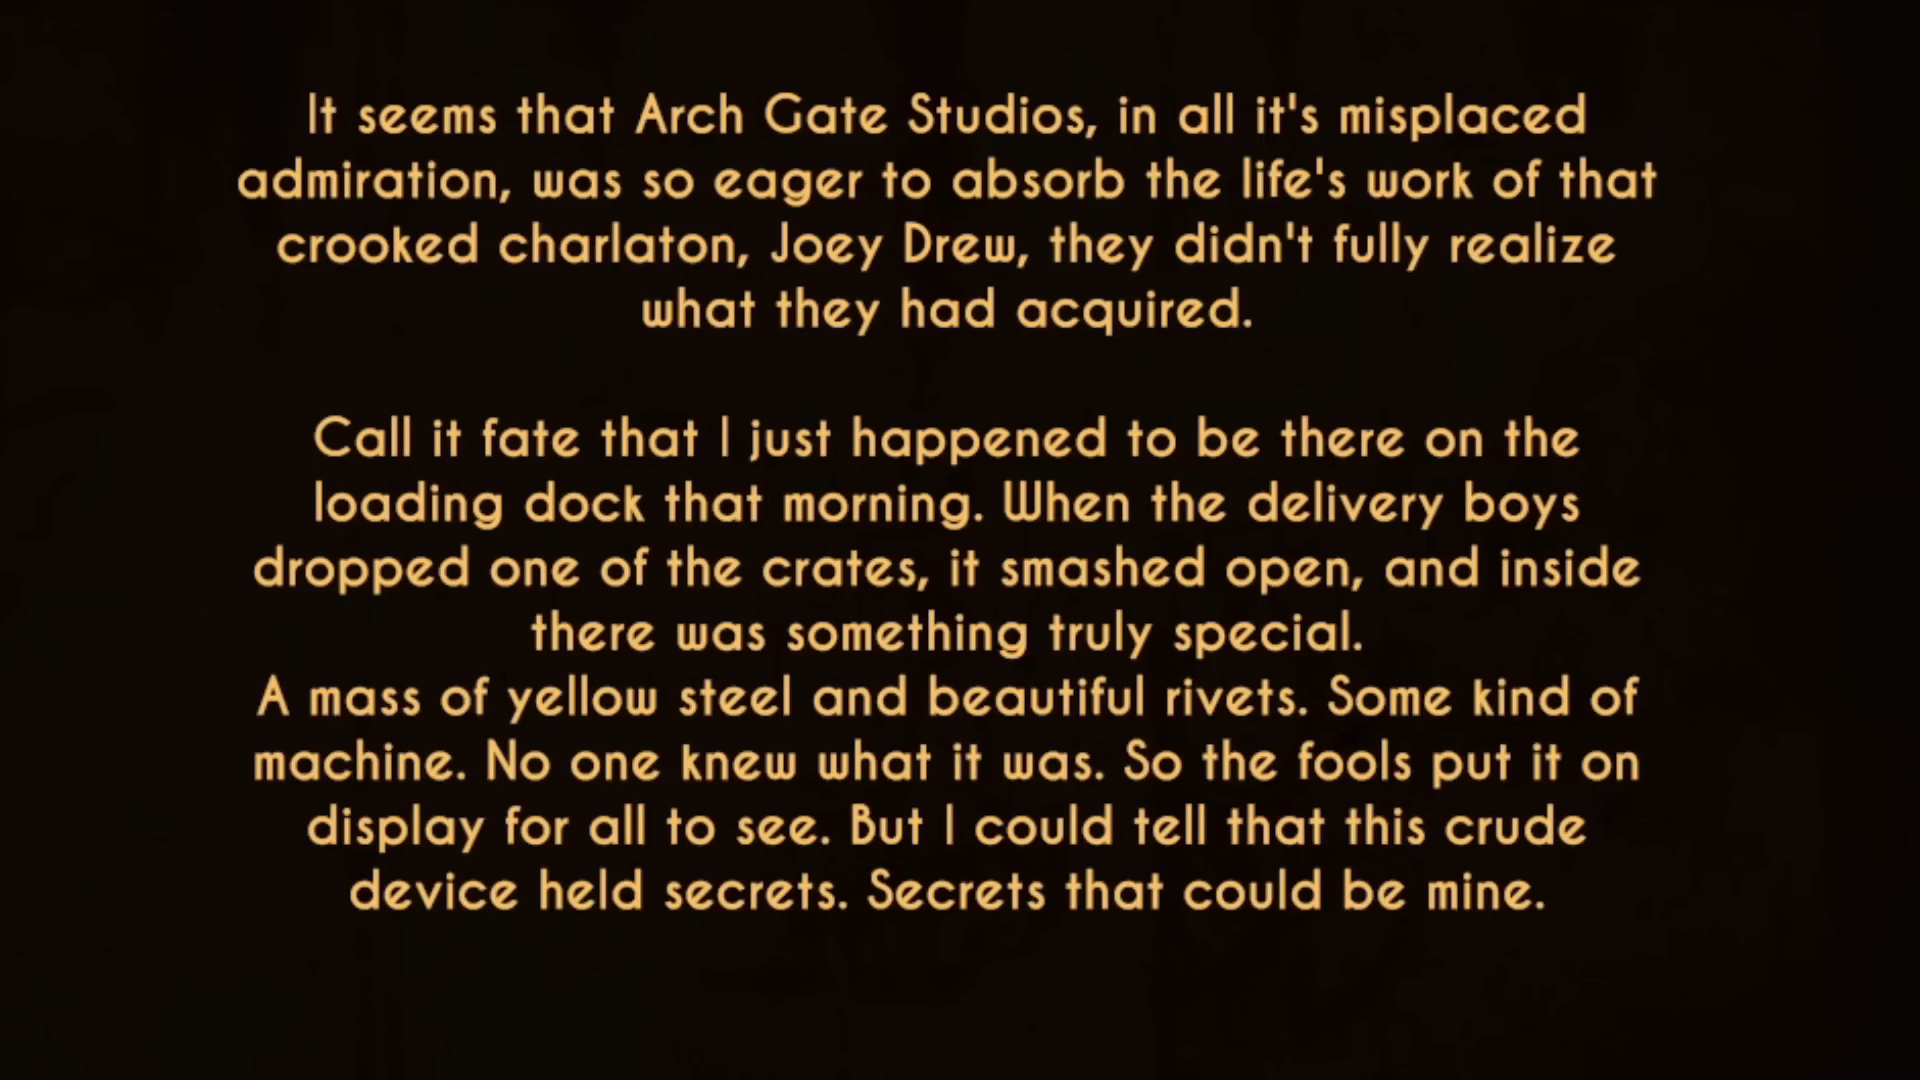 It seems that Arch Gate Studios, in all it's misplaced
admiration, was so eager to absorb the life's work of that
crooked charlaton, Joey Drew, they didn't fully realize
what they had acquired.
Call it fate that I just happened to be there on the
loading dock that morning. When the delivery boys
dropped one of the crates, it smashed open, and inside
there was something truly special.
A mass of yellow steel and beautiful rivets. Some kind of
machine. No one knew what it was. So the fools put it on
display for all to see. But I could tell that this crude
device held secrets. Secrets that could be mine.